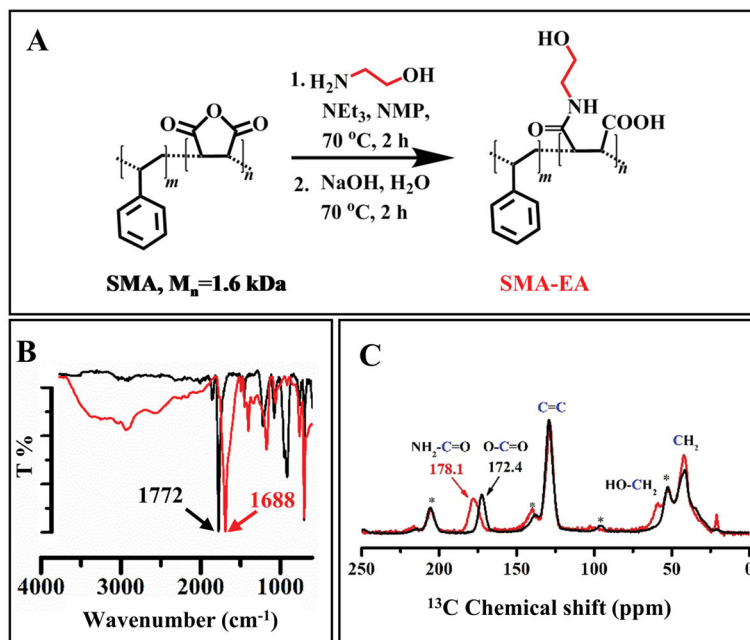 A
HO
O
O
O
1. H₂N
OH
NEt₃, NMP,
70 °C, 2 h
2. NaOH, H₂O
70 °C, 2 h
NH
O
COOH
m
n
m
n
SMA, Mₙ=1.6 kDa
SMA-EA
B
T %
1772
1688
4000
3000
2000
1000
Wavenumber (cm⁻¹)
C
C=C
NH₂-C=O
O-C=O
178.1
172.4
CH₂
HO-CH₂
*
*
*
*
250
200
150
100
50
0
¹³C Chemical shift (ppm)